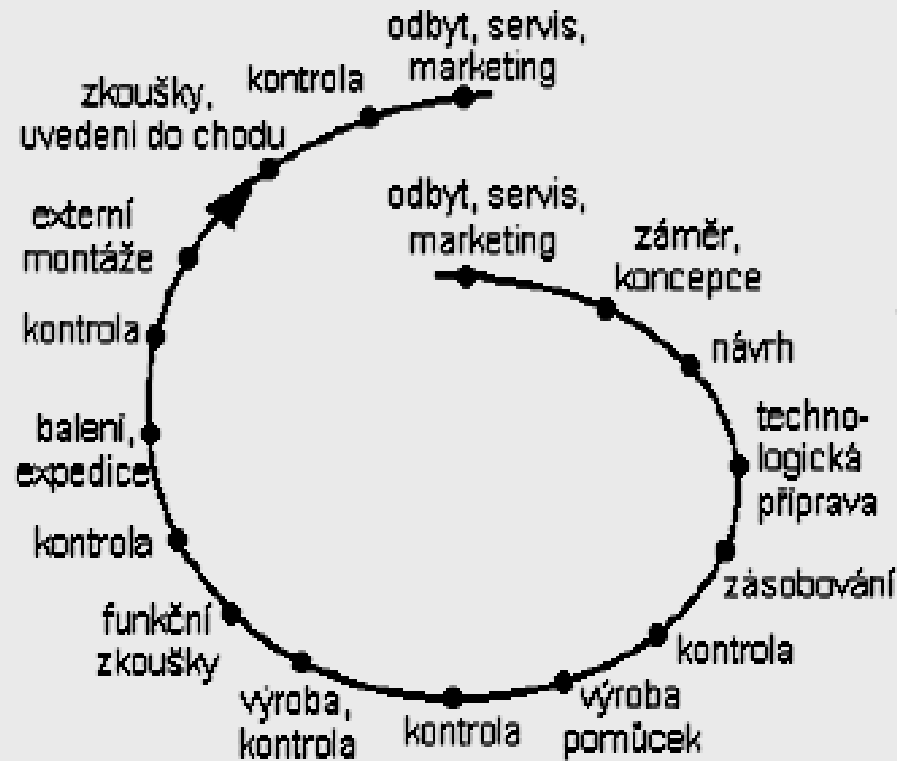 odbyt, servis,
marketing
kontrola
zkoušky,
uvedení do chodu
externí
montáže
kontrola
balení,
expedice
kontrola
funkční
zkoušky
výroba,
kontrola
kontrola
výroba
pomůcek
kontrola
zásobování
techno-
logická
příprava
návrh
záměr,
koncepce
odbyt, servis,
marketing